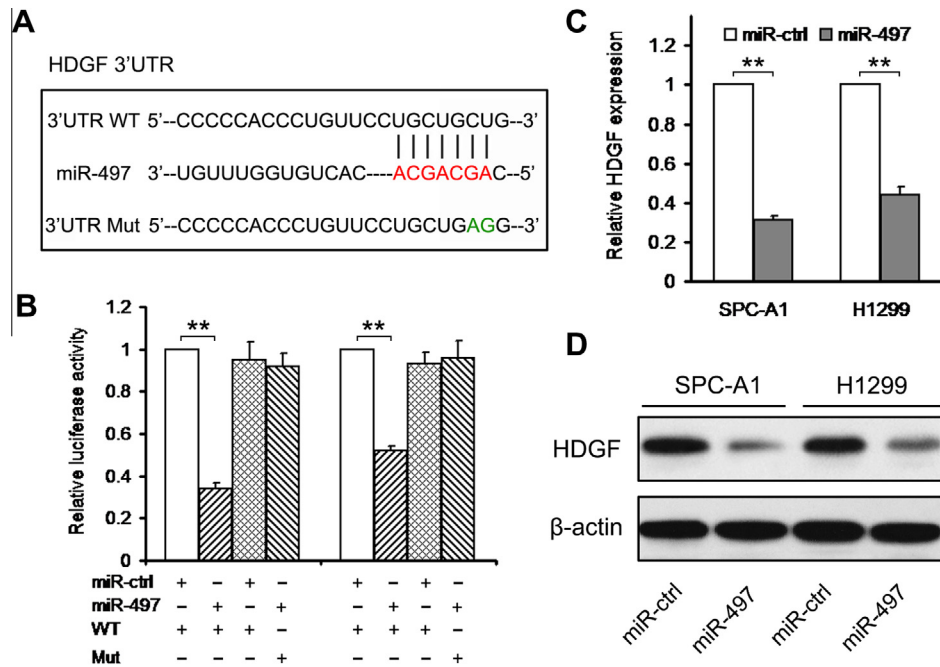 A
HDGF 3’UTR
3’UTR WT 5’--CCCCCACCCUGUUCCUGCUGCUG--3’
miR-497 3’--UGUUUGGUGUCAC----ACGACGAC--5’
3’UTR Mut 5’--CCCCCACCCUGUUCCUGCUGAGG--3’
B
Relative luciferase activity
1.2
1
0.8
0.6
0.4
0.2
0
** **
miR-ctrl + – + – + – + –
miR-497 – + – + – + – +
WT + + + – + + + –
Mut – – – + – – – +
C
Relative HDGF expression
1.2
1
0.8
0.6
0.4
0.2
0
miR-ctrl miR-497
** **
SPC-A1 H1299
D
SPC-A1 H1299
HDGF
β-actin
miR-ctrl miR-497 miR-ctrl miR-497